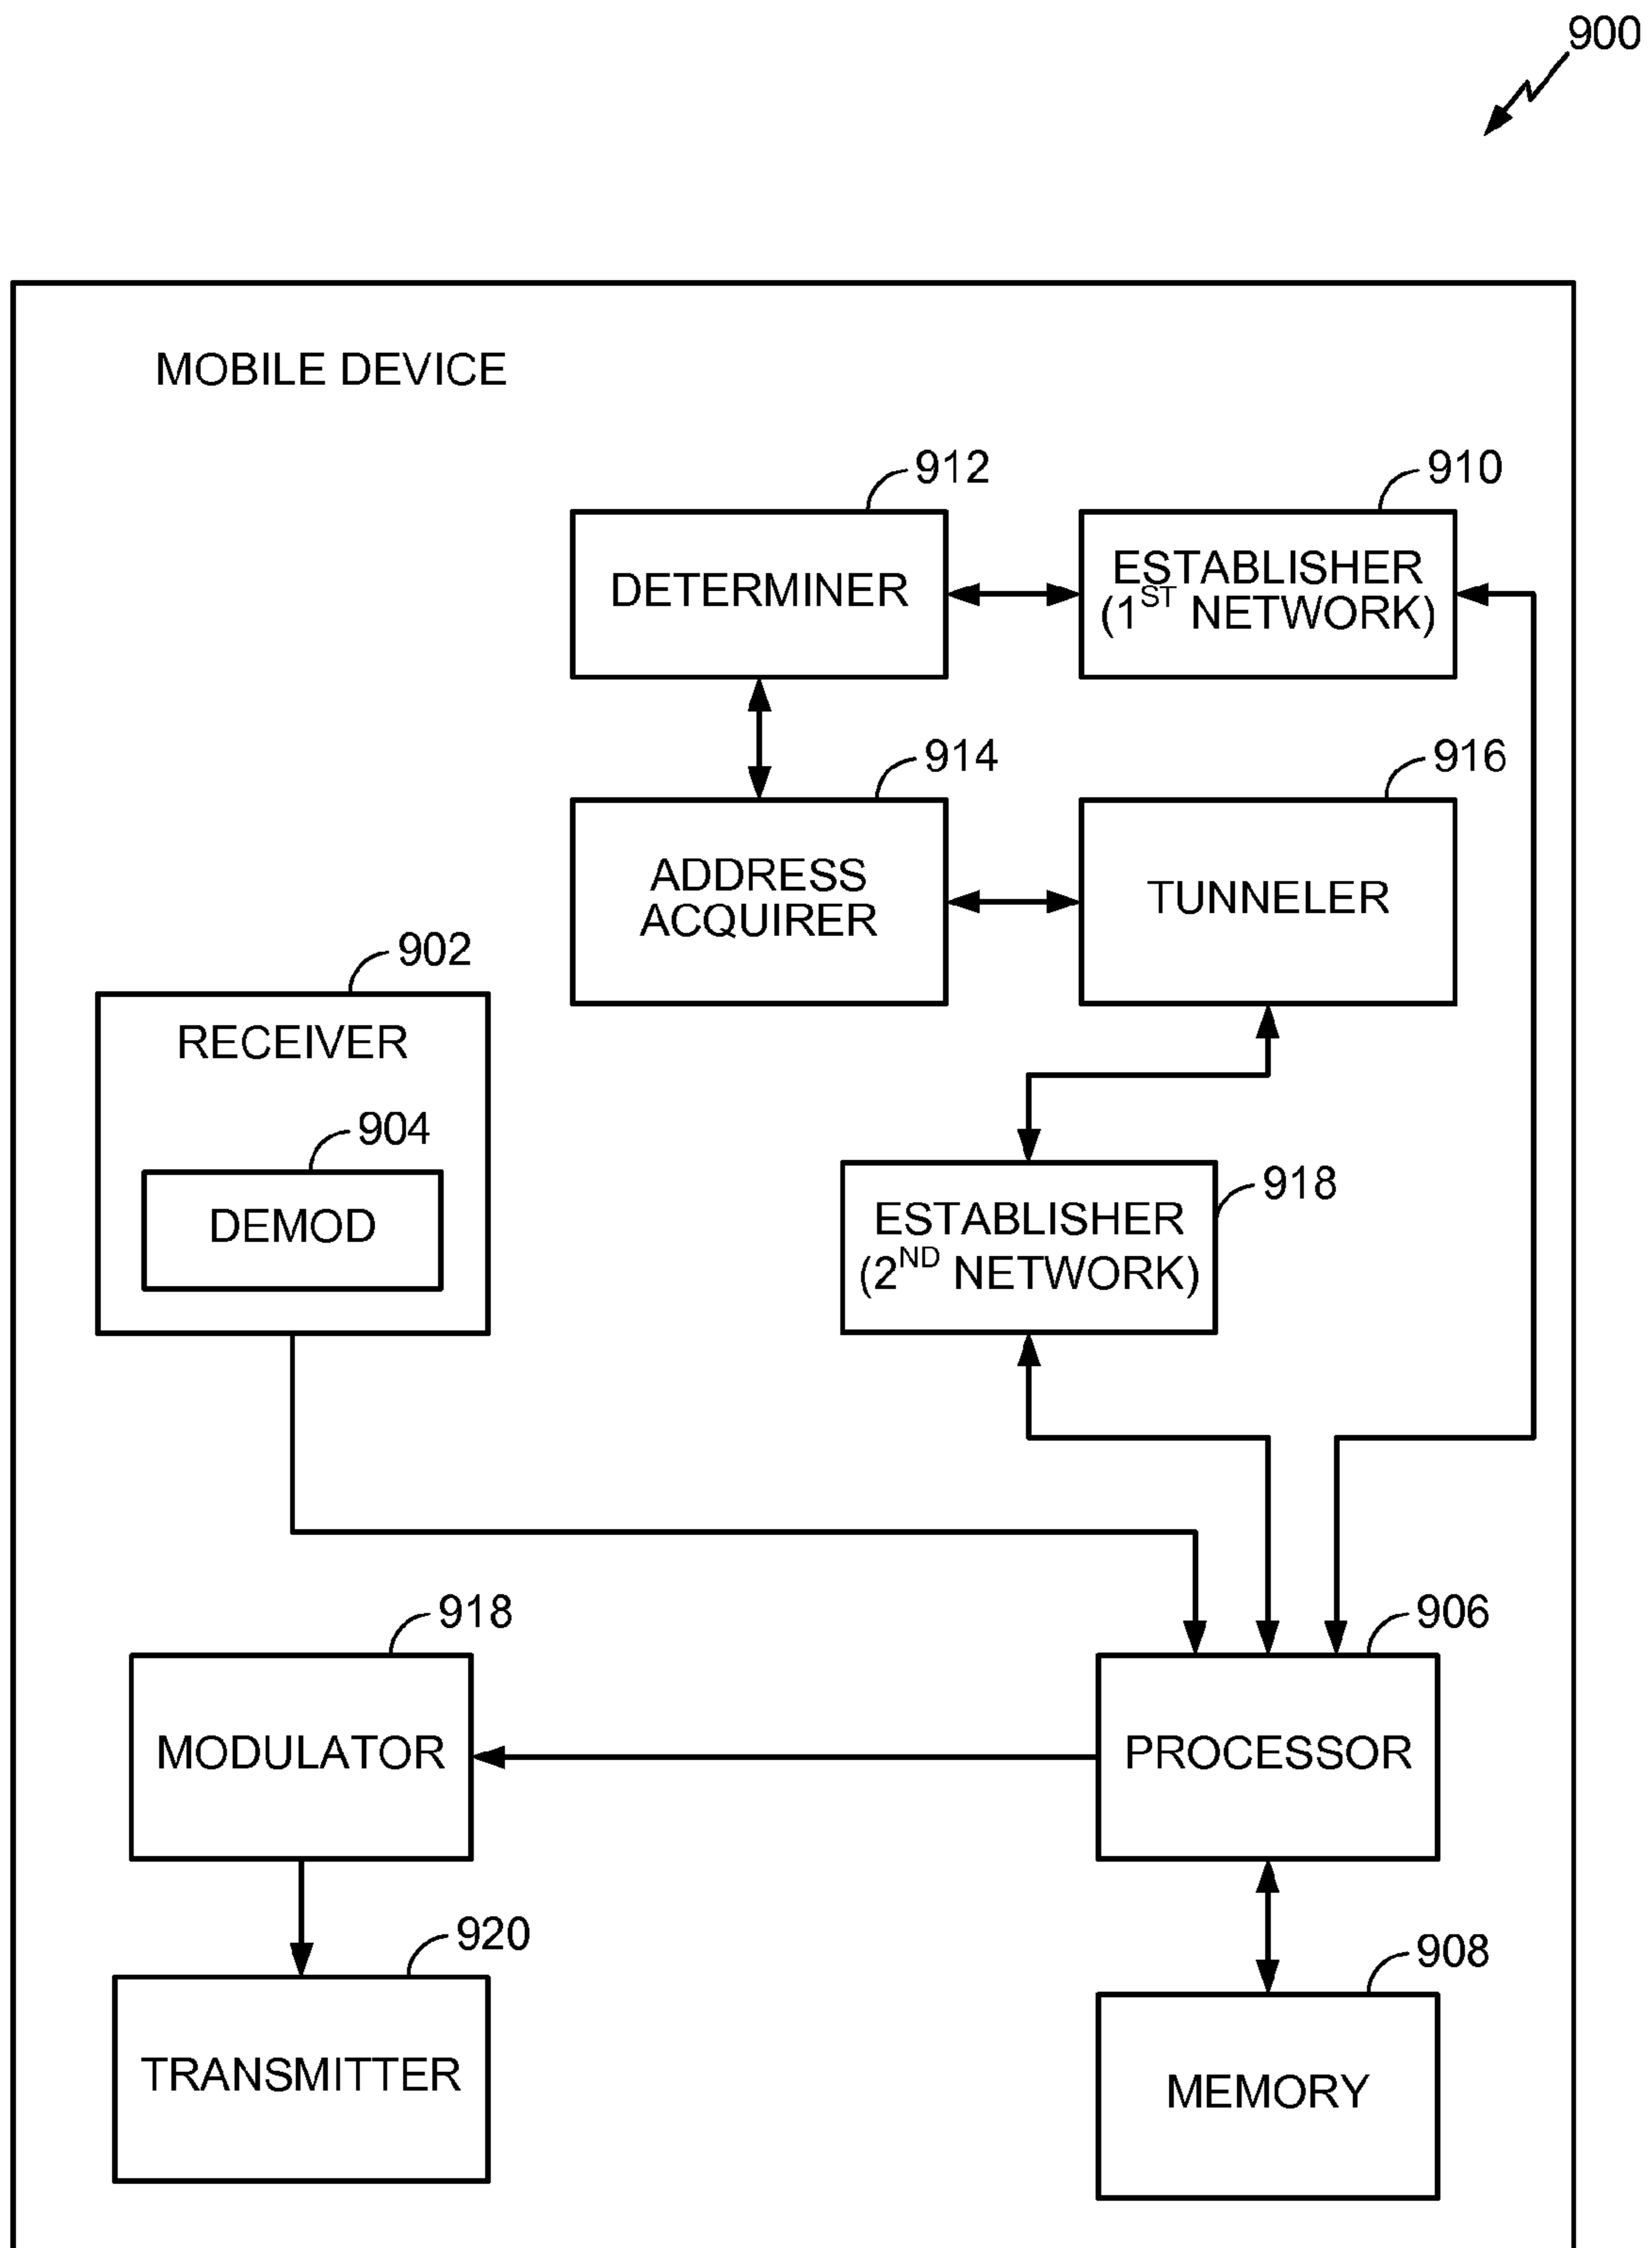 900
MOBILE DEVICE
912
DETERMINER
910
ESTABLISHER
(1ST NETWORK)
914
ADDRESS
ACQUIRER
916
TUNNELER
902
RECEIVER
904
DEMOD
918
ESTABLISHER
(2ND NETWORK)
918
MODULATOR
906
PROCESSOR
920
TRANSMITTER
908
MEMORY